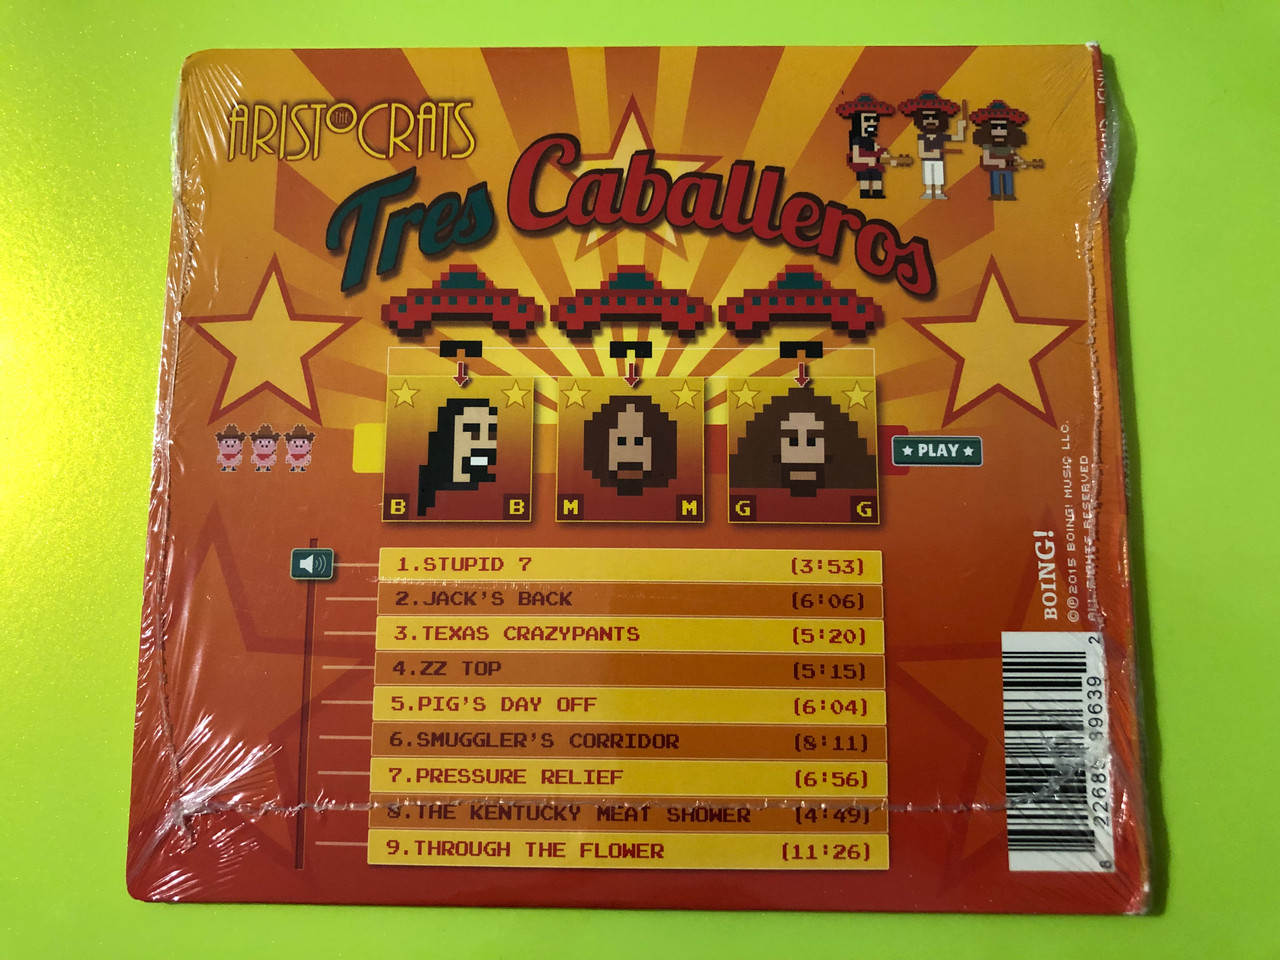 THE ARISTOCRATS
Tres Caballeros
B B
M M
G G
PLAY
1.STUPID 7 (3:53)
2.JACK'S BACK (6:06)
3.TEXAS CRAZYPANTS (5:20)
4.ZZ TOP (5:15)
5.PIG'S DAY OFF (6:04)
6.SMUGGLER'S CORRIDOR (8:11)
7.PRESSURE RELIEF (6:56)
8.THE KENTUCKY MEAT SHOWER (4:49)
9.THROUGH THE FLOWER (11:26)
BOING!
©℗2015 BOING! MUSIC LLC.
ALL RIGHTS RESERVED